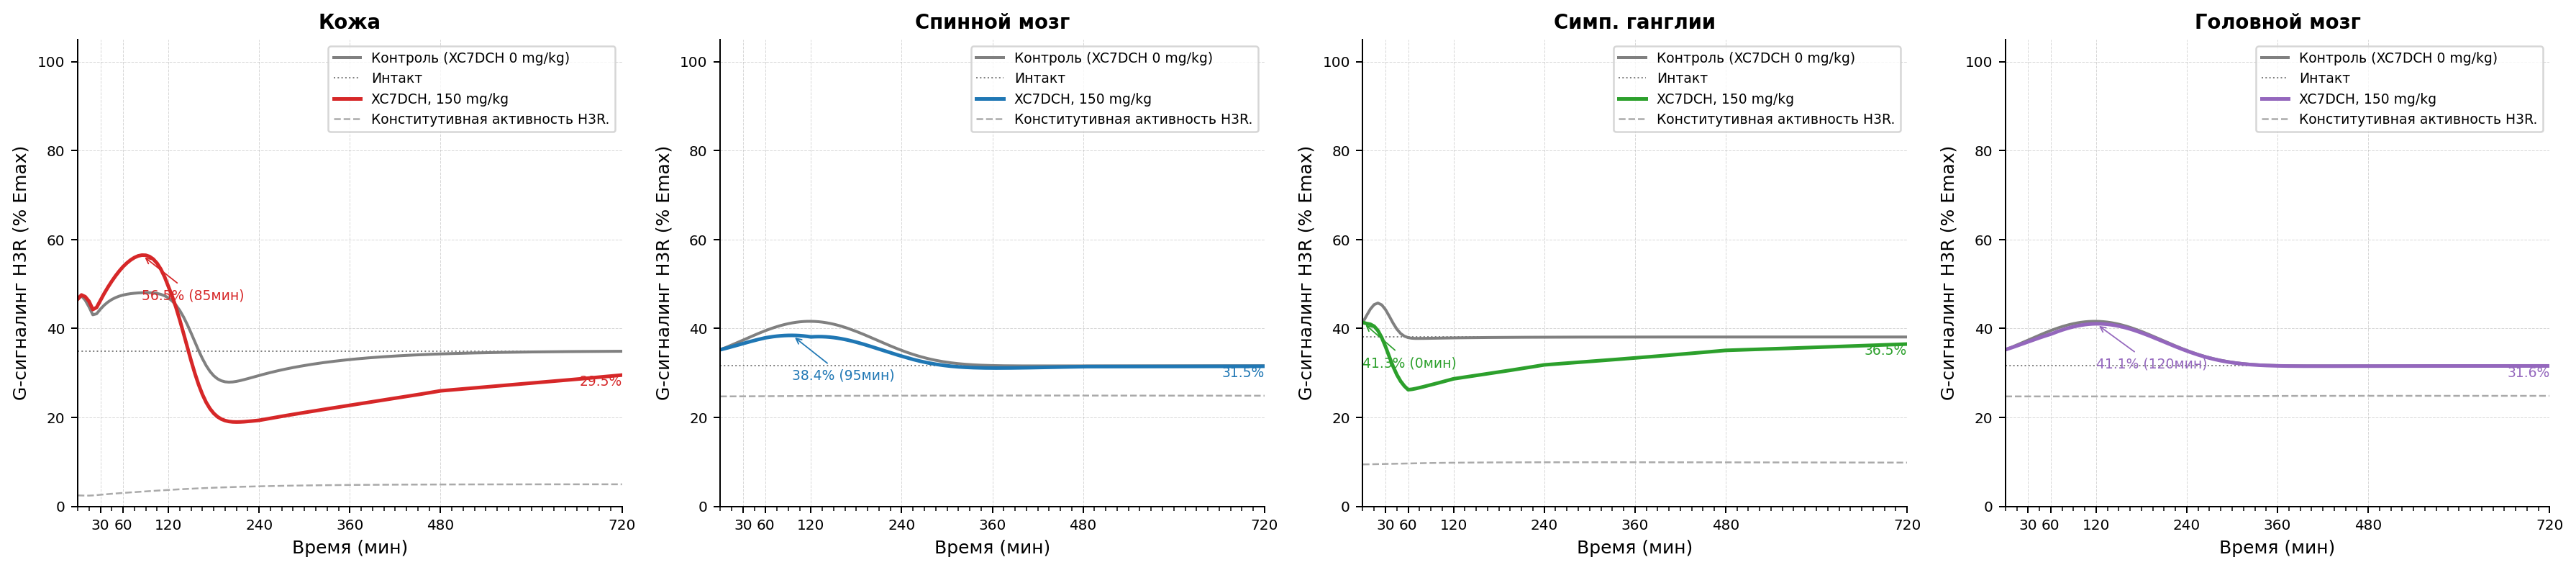 Кожа
G-сигналинг H3R (% Emax)
100
80
60
40
20
0
Контроль (XC7DCH 0 mg/kg)
Интакт
XC7DCH, 150 mg/kg
Конститутивная активность H3R.
56.5% (85мин)
29.5%
30 60 120 240 360 480 720
Время (мин)
Спинной мозг
G-сигналинг H3R (% Emax)
100
80
60
40
20
0
Контроль (XC7DCH 0 mg/kg)
Интакт
XC7DCH, 150 mg/kg
Конститутивная активность H3R.
38.4% (95мин)
31.5%
30 60 120 240 360 480 720
Время (мин)
Симп. ганглии
G-сигналинг H3R (% Emax)
100
80
60
40
20
0
Контроль (XC7DCH 0 mg/kg)
Интакт
XC7DCH, 150 mg/kg
Конститутивная активность H3R.
41.3% (0мин)
36.5%
30 60 120 240 360 480 720
Время (мин)
Головной мозг
G-сигналинг H3R (% Emax)
100
80
60
40
20
0
Контроль (XC7DCH 0 mg/kg)
Интакт
XC7DCH, 150 mg/kg
Конститутивная активность H3R.
41.1% (120мин)
31.6%
30 60 120 240 360 480 720
Время (мин)